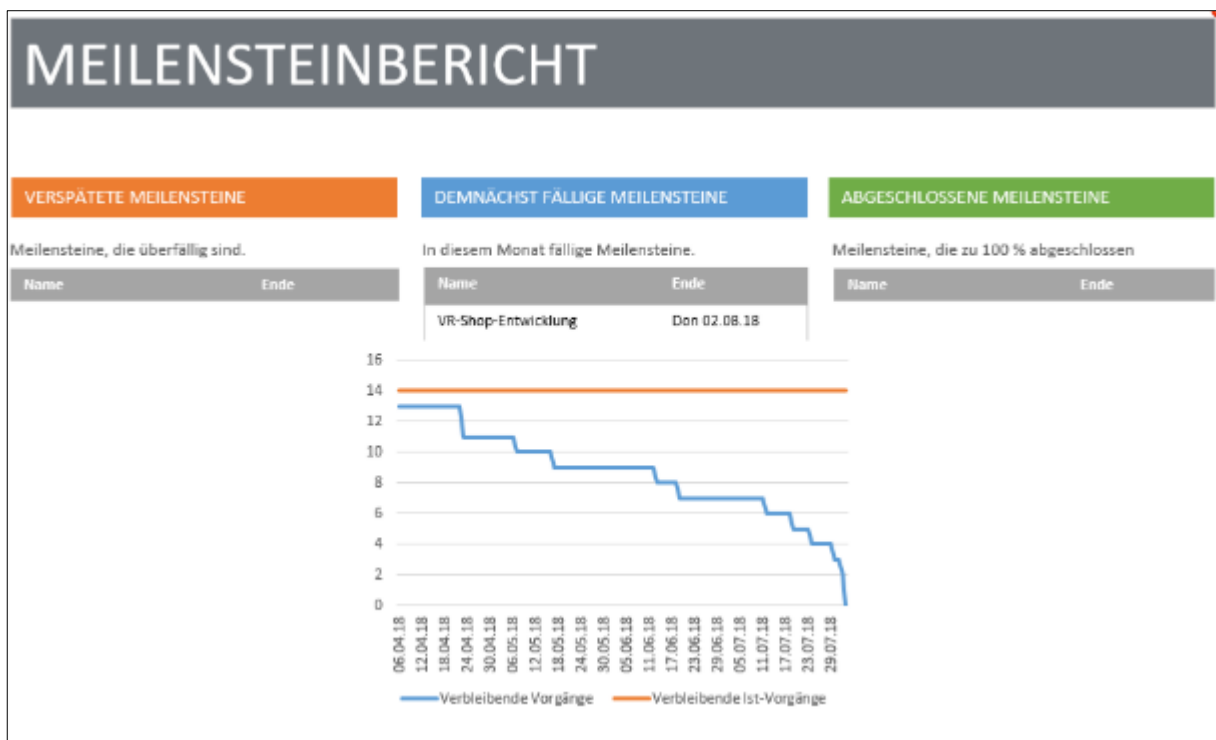 MEILENSTEINBERICHT
VERSPÄTETE MEILENSTEINE
Meilensteine, die überfällig sind.
Name Ende
DEMNÄCHST FÄLLIGE MEILENSTEINE
In diesem Monat fällige Meilensteine.
Name Ende
VR-Shop-Entwicklung Don 02.08.18
ABGESCHLOSSENE MEILENSTEINE
Meilensteine, die zu 100 % abgeschlossen
Name Ende
16
14
12
10
8
6
4
2
0
06.04.18
12.04.18
18.04.18
24.04.18
30.04.18
06.05.18
12.05.18
18.05.18
24.05.18
30.05.18
05.06.18
11.06.18
17.06.18
23.06.18
29.06.18
05.07.18
11.07.18
17.07.18
23.07.18
29.07.18
Verbleibende Vorgänge Verbleibende Ist-Vorgänge